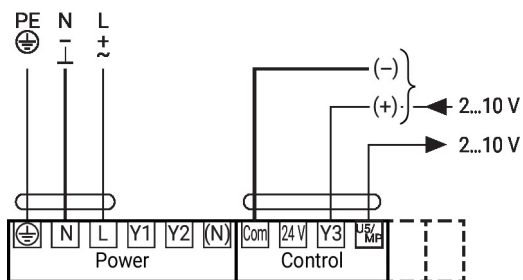 PE N L
– +
⊥ ~
(–)
(+) 2...10 V
2...10 V
N L Y1 Y2 (N) Com 24 V Y3 U5/MP
Power Control